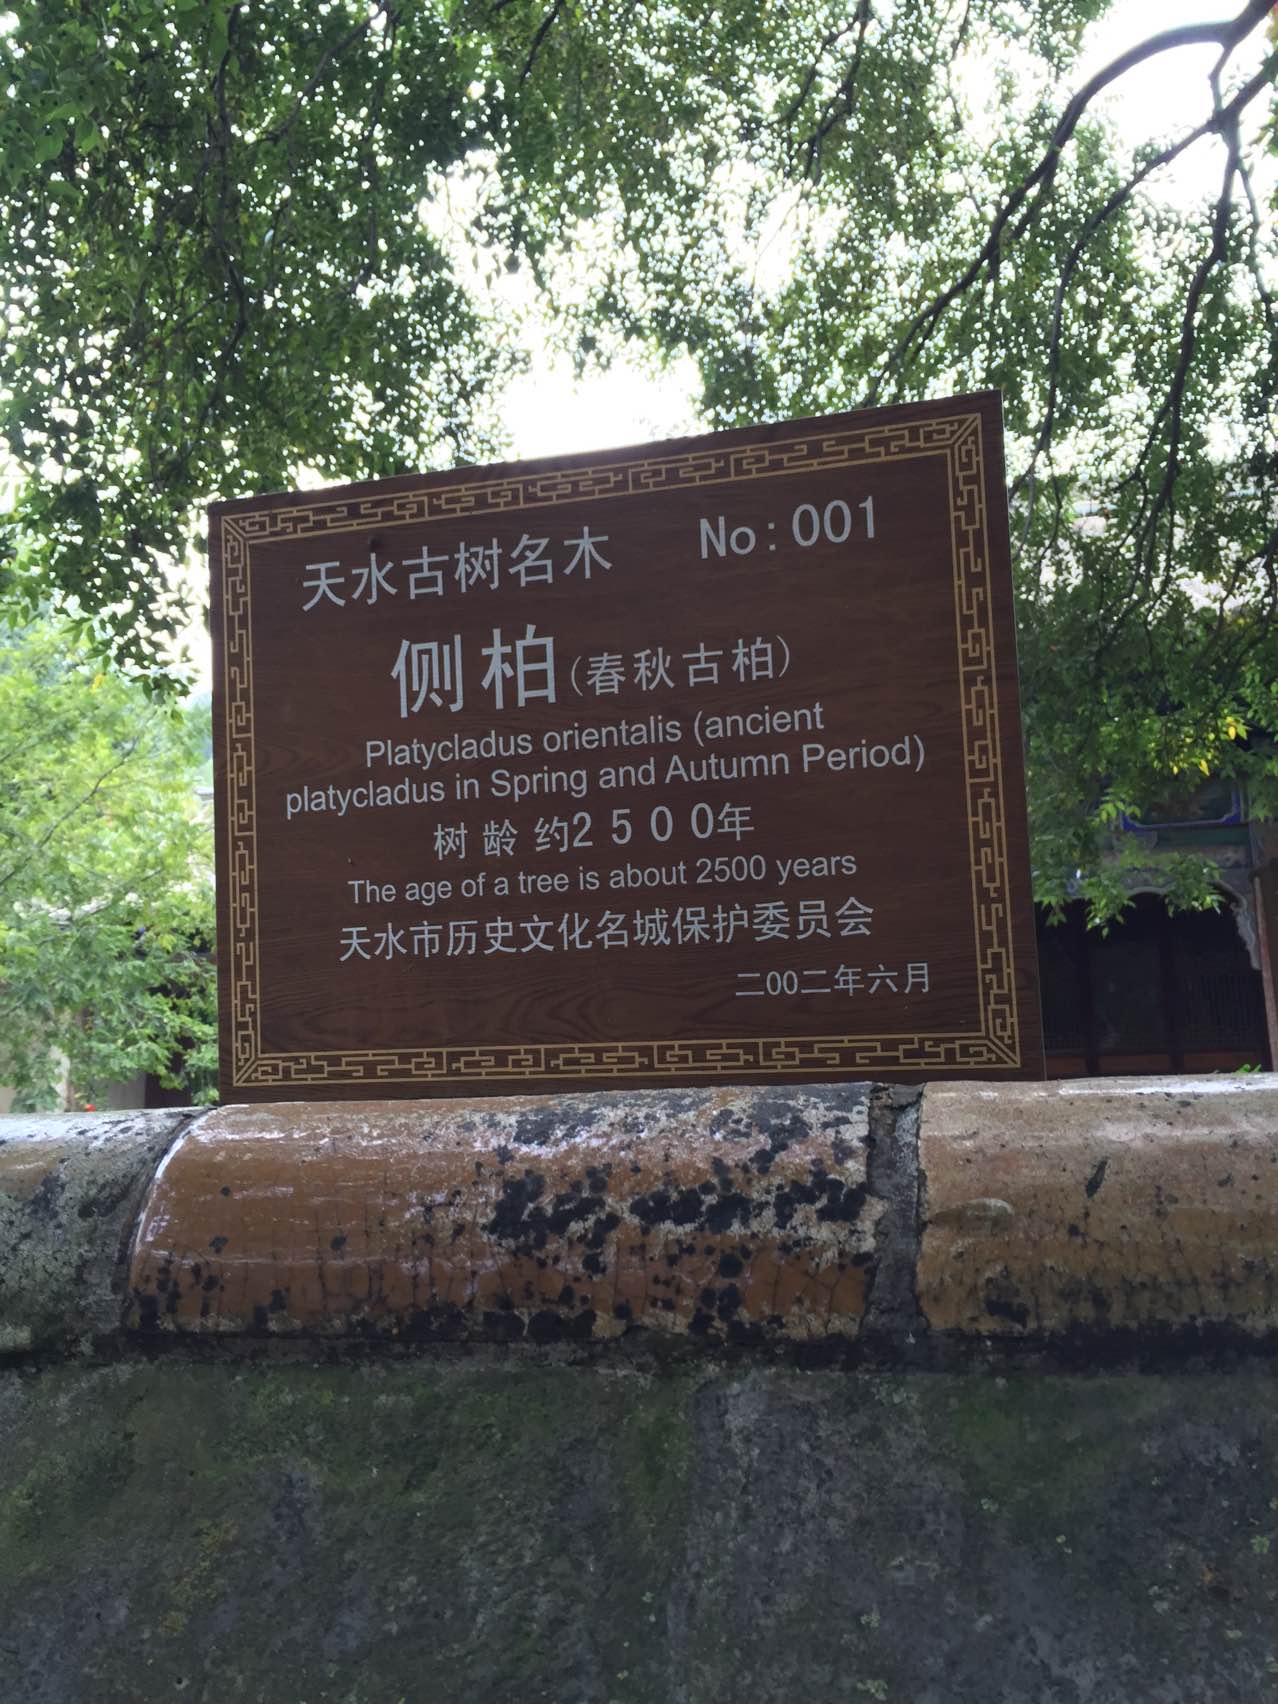 天水古树名木 No:001
侧柏(春秋古柏)
Platycladus orientalis (ancient
platycladus in Spring and Autumn Period)
树龄约2500年
The age of a tree is about 2500 years
天水市历史文化名城保护委员会
二00二年六月